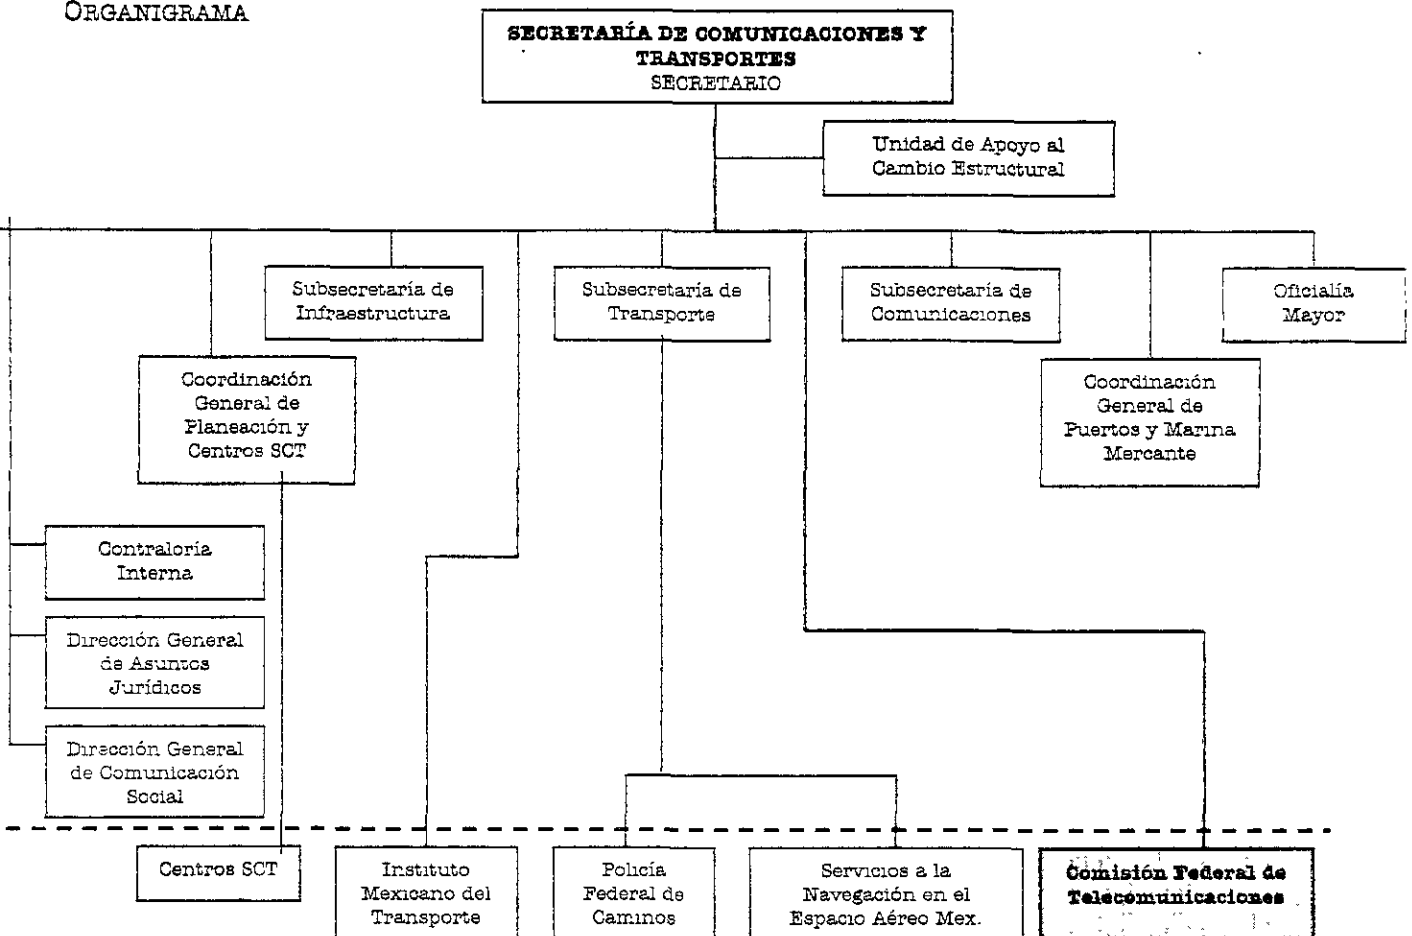 ORGANIGRAMA
SECRETARÍA DE COMUNICACIONES Y
TRANSPORTES
SECRETARIO
Unidad de Apoyo al
Cambio Estructural
Subsecretaría de
Infraestructura
Subsecretaría de
Transporte
Subsecretaría de
Comunicaciones
Oficialía
Mayor
Coordinación
General de
Planeación y
Centros SCT
Coordinación
General de
Puertos y Marina
Mercante
Contraloría
Interna
Dirección General
de Asuntos
Jurídicos
Dirección General
de Comunicación
Social
Centros SCT
Instituto
Mexicano del
Transporte
Policía
Federal de
Caminos
Servicios a la
Navegación en el
Espacio Aéreo Mex.
Comisión Federal de
Telecomunicaciones